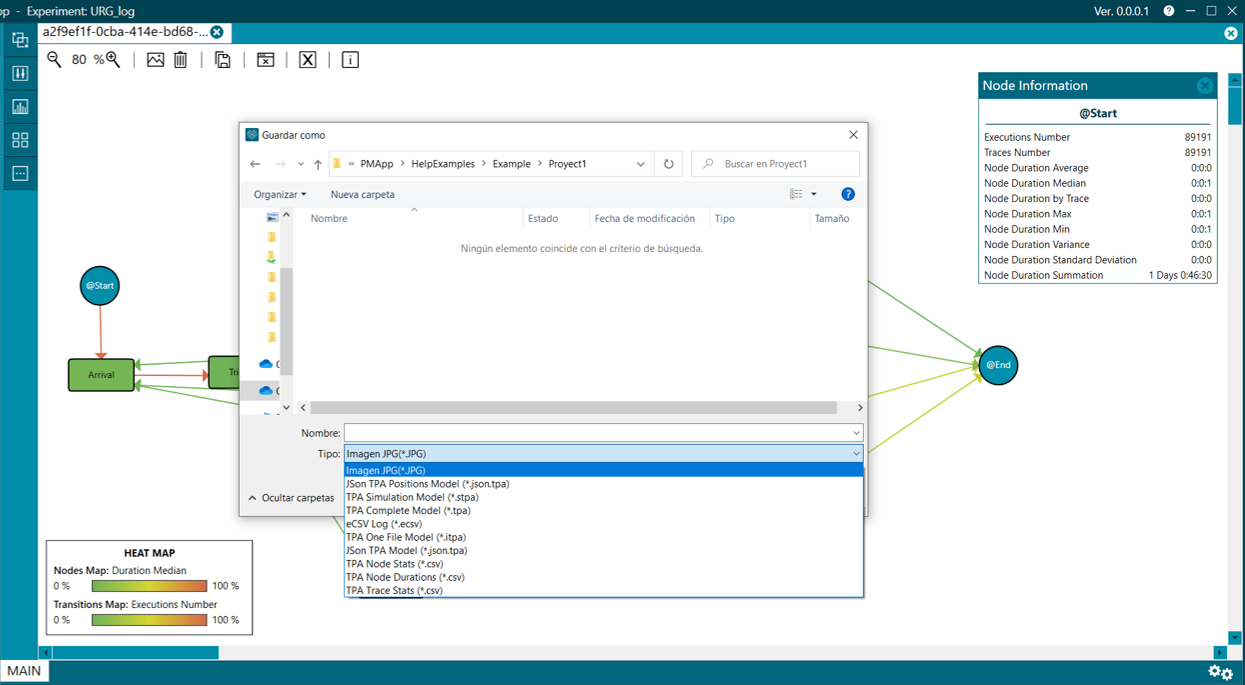 op - Experiment: URG_log
Ver. 0.0.0.1
a2f9ef1f-0cba-414e-bd68-...
80 %
Node Information
@Start
Executions Number 89191
Traces Number 89191
Node Duration Average 0:0:0
Node Duration Median 0:0:1
Node Duration by Trace 0:0:0
Node Duration Max 0:0:1
Node Duration Min 0:0:1
Node Duration Variance 0:0:0
Node Duration Standard Deviation 0:0:0
Node Duration Summation 1 Days 0:46:30
Guardar como
« PMApp > HelpExamples > Example > Proyect1
Buscar en Proyect1
Organizar
Nueva carpeta
Nombre Estado Fecha de modificación Tipo Tamaño
Ningún elemento coincide con el criterio de búsqueda.
@Start
Arrival
Tri
@End
Nombre:
Tipo: Imagen JPG(*.JPG)
Imagen JPG(*.JPG)
JSon TPA Positions Model (*.json.tpa)
TPA Simulation Model (*.stpa)
TPA Complete Model (*.tpa)
eCSV Log (*.ecsv)
TPA One File Model (*.itpa)
JSon TPA Model (*.json.tpa)
TPA Node Stats (*.csv)
TPA Node Durations (*.csv)
TPA Trace Stats (*.csv)
Ocultar carpetas
HEAT MAP
Nodes Map: Duration Median
0 % 100 %
Transitions Map: Executions Number
0 % 100 %
MAIN